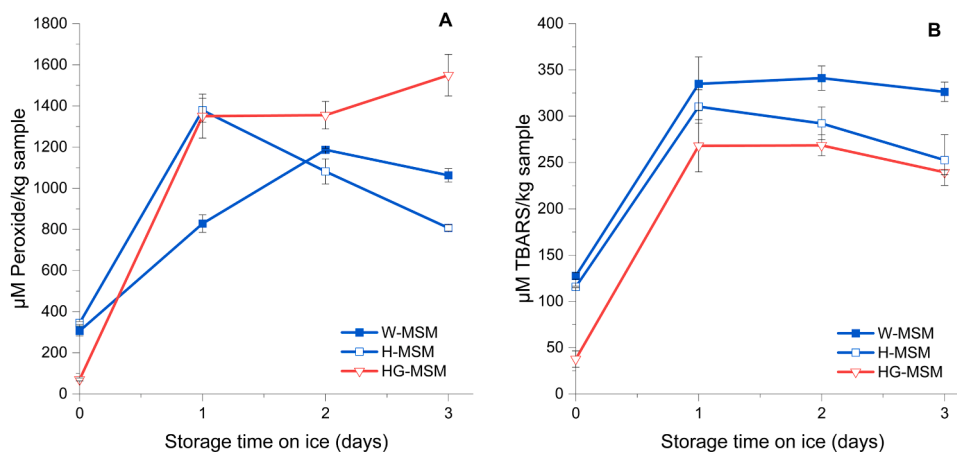 A
µM Peroxide/kg sample
1800
1600
1400
1200
1000
800
600
400
200
0
W-MSM
H-MSM
HG-MSM
0 1 2 3
Storage time on ice (days)
B
µM TBARS/kg sample
400
350
300
250
200
150
100
50
0
W-MSM
H-MSM
HG-MSM
0 1 2 3
Storage time on ice (days)